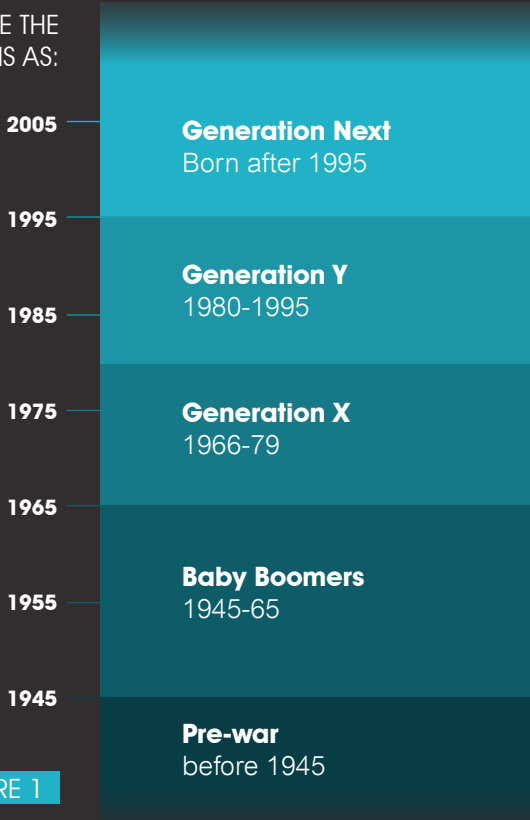 E THE
S AS:
2005
Generation Next
Born after 1995
1995
Generation Y
1980-1995
1985
1975
Generation X
1966-79
1965
Baby Boomers
1945-65
1955
1945
Pre-war
before 1945
RE 1